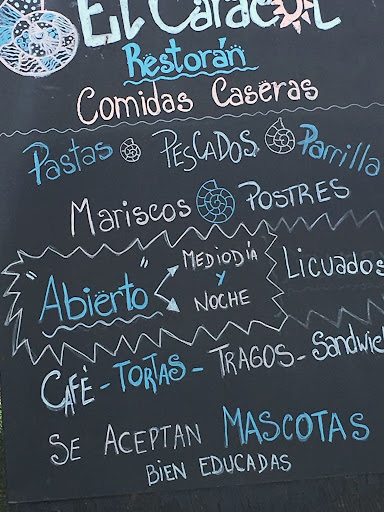 El Caracol
Restorán
Comidas Caseras
Pastas PESCADOS Parrilla
Mariscos POSTRES
"Abierto" MEDIODÍA Y NOCHE
Licuados
CAFÉ - TORTAS - TRAGOS - Sandwic
SE ACEPTAN MASCOTAS
BIEN EDUCADAS